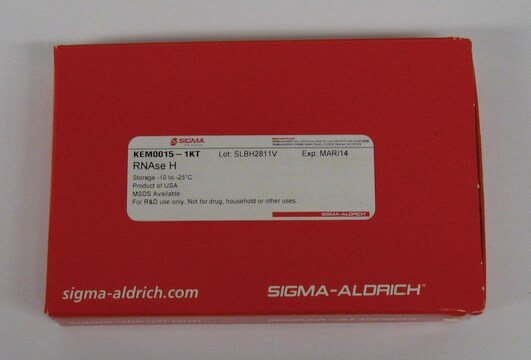 SIGMA
KEM0015-1KT Lot: SLBH2811V Exp: MAR/14
RNAse H
Storage -10 to -25°C
Product of USA
MSDS Available
For R&D use only. Not for drug, household or other uses.
SIGMA-ALDRICH
sigma-aldrich.com SIGMA-ALDRICH®